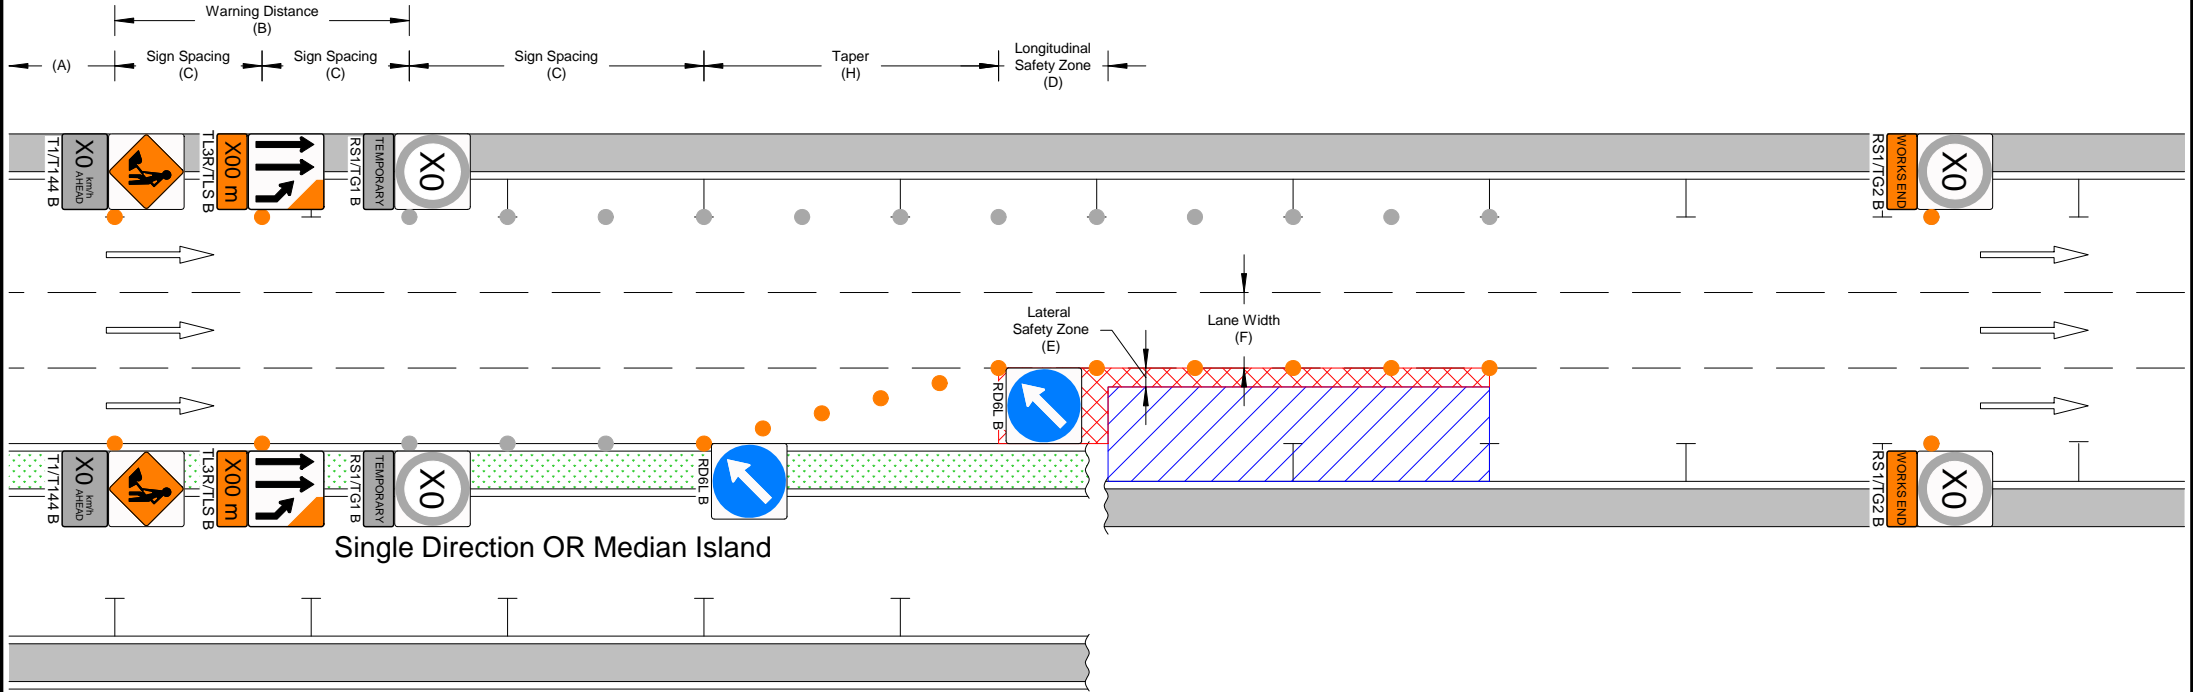 Warning Distance
(B)
(A)
Sign Spacing
(C)
Sign Spacing
(C)
Sign Spacing
(C)
Taper
(H)
Longitudinal
Safety Zone
(D)
T1/T144 B
X0 km/h
AHEAD
TL3R/TLS B
X00 m
RS1/TG1 B
TEMPORARY
X0
RS1/TG2 B
WORKS END
X0
Lateral
Safety Zone
(E)
Lane Width
(F)
RD6L B
T1/T144 B
X0 km/h
AHEAD
TL3R/TLS B
X00 m
RS1/TG1 B
TEMPORARY
X0
RD6L B
RS1/TG2 B
WORKS END
X0
Single Direction OR Median Island